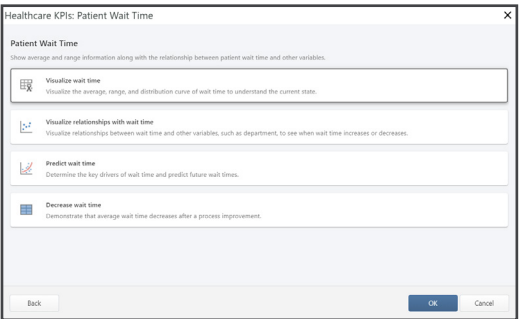 Healthcare KPIs: Patient Wait Time
Patient Wait Time
Show average and range information along with the relationship between patient wait time and other variables.
Visualize wait time
Visualize the average, range, and distribution curve of wait time to understand the current state.
Visualize relationships with wait time
Visualize relationships between wait time and other variables, such as department, to see when wait time increases or decreases.
Predict wait time
Determine the key drivers of wait time and predict future wait times.
Decrease wait time
Demonstrate that average wait time decreases after a process improvement.
Back
OK
Cancel